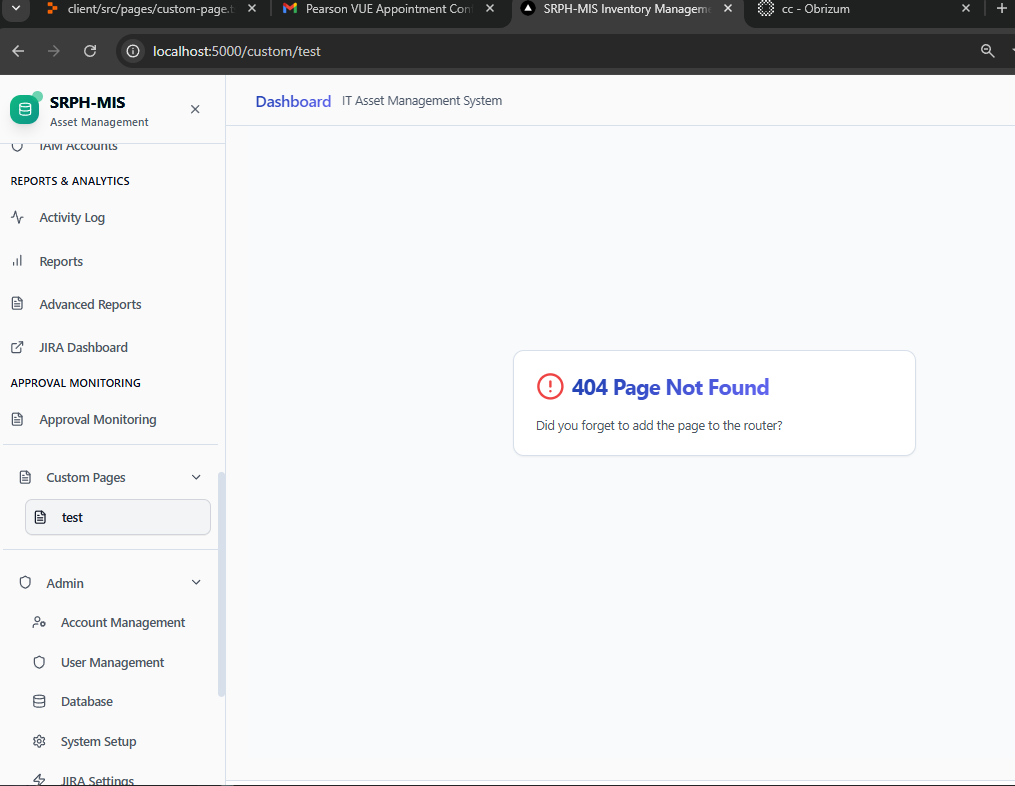 client/src/pages/custom-page.t
Pearson VUE Appointment Con
SRPH-MIS Inventory Managem
cc - Obrizum
localhost:5000/custom/test
SRPH-MIS
Asset Management
Dashboard IT Asset Management System
IAM Accounts
REPORTS & ANALYTICS
Activity Log
Reports
Advanced Reports
JIRA Dashboard
APPROVAL MONITORING
Approval Monitoring
Custom Pages
test
Admin
Account Management
User Management
Database
System Setup
JIRA Settings
404 Page Not Found
Did you forget to add the page to the router?